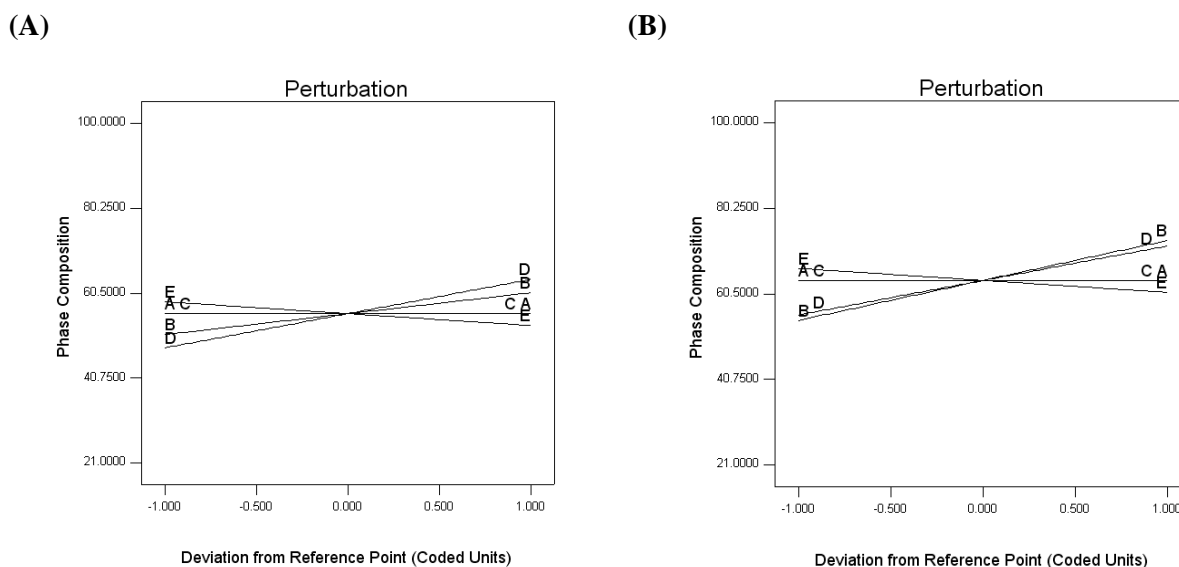 (A)
Perturbation
100.0000
80.2500
60.5000
40.7500
21.0000
Phase Composition
E
A C
B
D
D
B
C A
E
-1.000 -0.500 0.000 0.500 1.000
Deviation from Reference Point (Coded Units)
(B)
Perturbation
100.0000
80.2500
60.5000
40.7500
21.0000
Phase Composition
E
A C
B D
B
D
C A
E
-1.000 -0.500 0.000 0.500 1.000
Deviation from Reference Point (Coded Units)